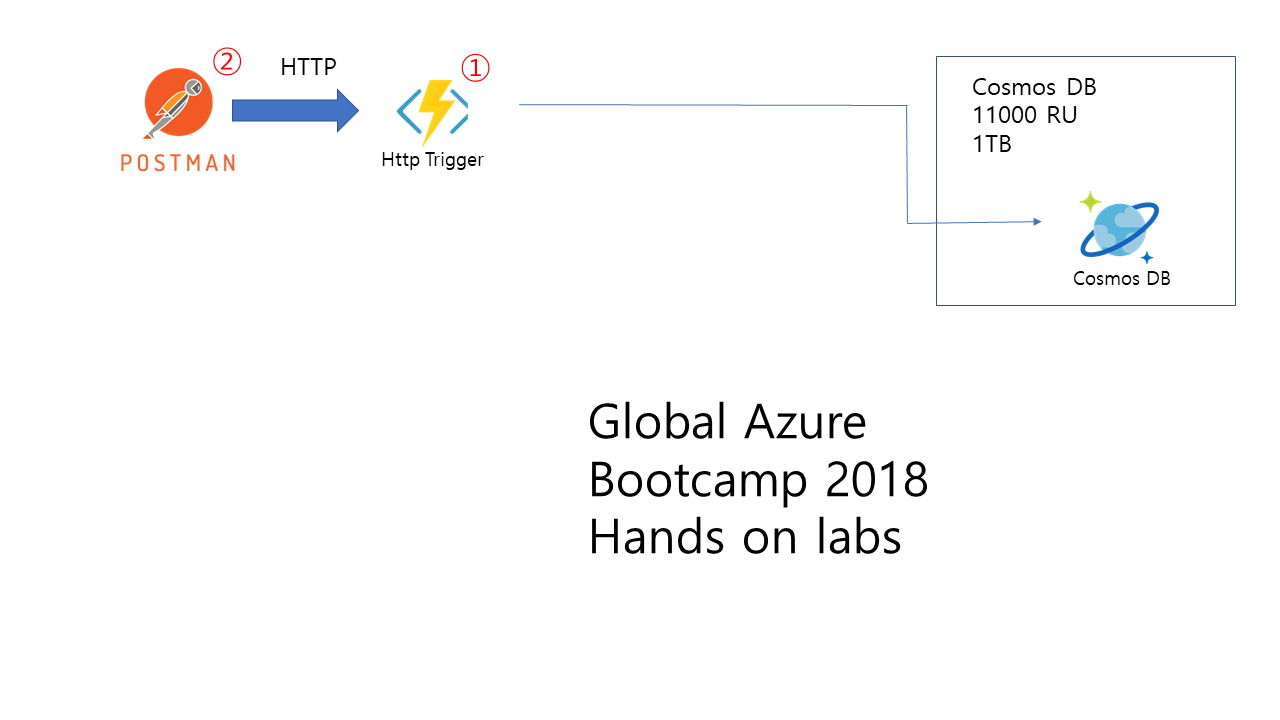 ②
HTTP
①
POSTMAN
Http Trigger
Cosmos DB
11000 RU
1TB
Cosmos DB
Global Azure
Bootcamp 2018
Hands on labs